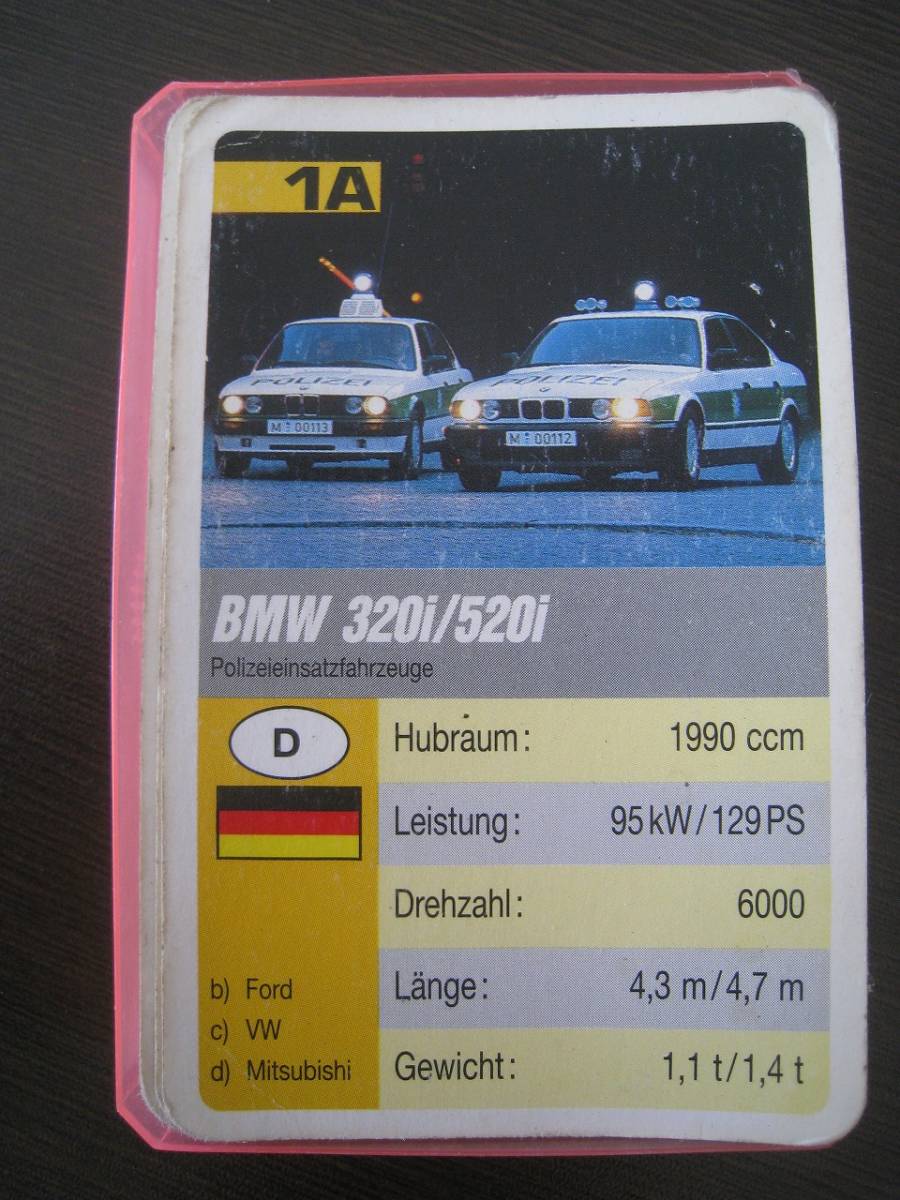 1A
POLIZEI
POLIZEI
M 00113
M 00112
BMW 320i/520i
Polizeieinsatzfahrzeuge
D
Hubraum: 1990 ccm
Leistung: 95 kW/129 PS
Drehzahl: 6000
Länge: 4,3 m/4,7 m
Gewicht: 1,1 t/1,4 t
b) Ford
c) VW
d) Mitsubishi